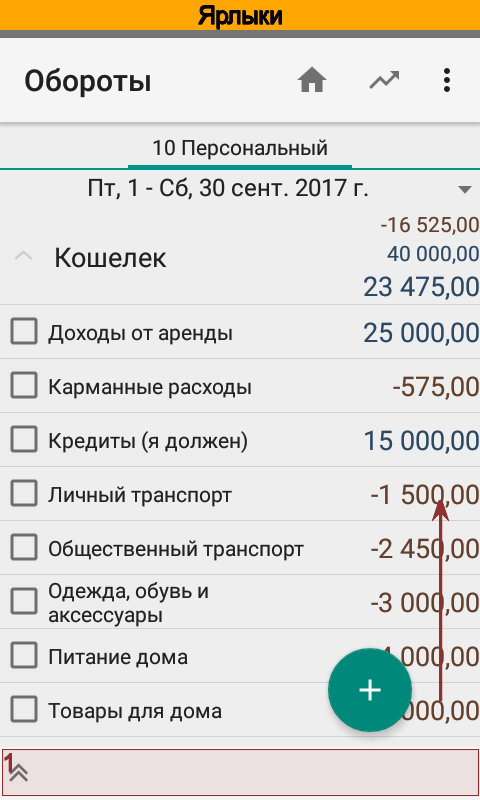 Ярлыки
Обороты
10 Персональный
Пт, 1 - Сб, 30 сент. 2017 г.
-16 525,00
40 000,00
Кошелек
23 475,00
Доходы от аренды 25 000,00
Карманные расходы -575,00
Кредиты (я должен) 15 000,00
Личный транспорт -1 500,00
Общественный транспорт -2 450,00
Одежда, обувь и
аксессуары -3 000,00
Питание дома 000,00
Товары для дома 000,00
1